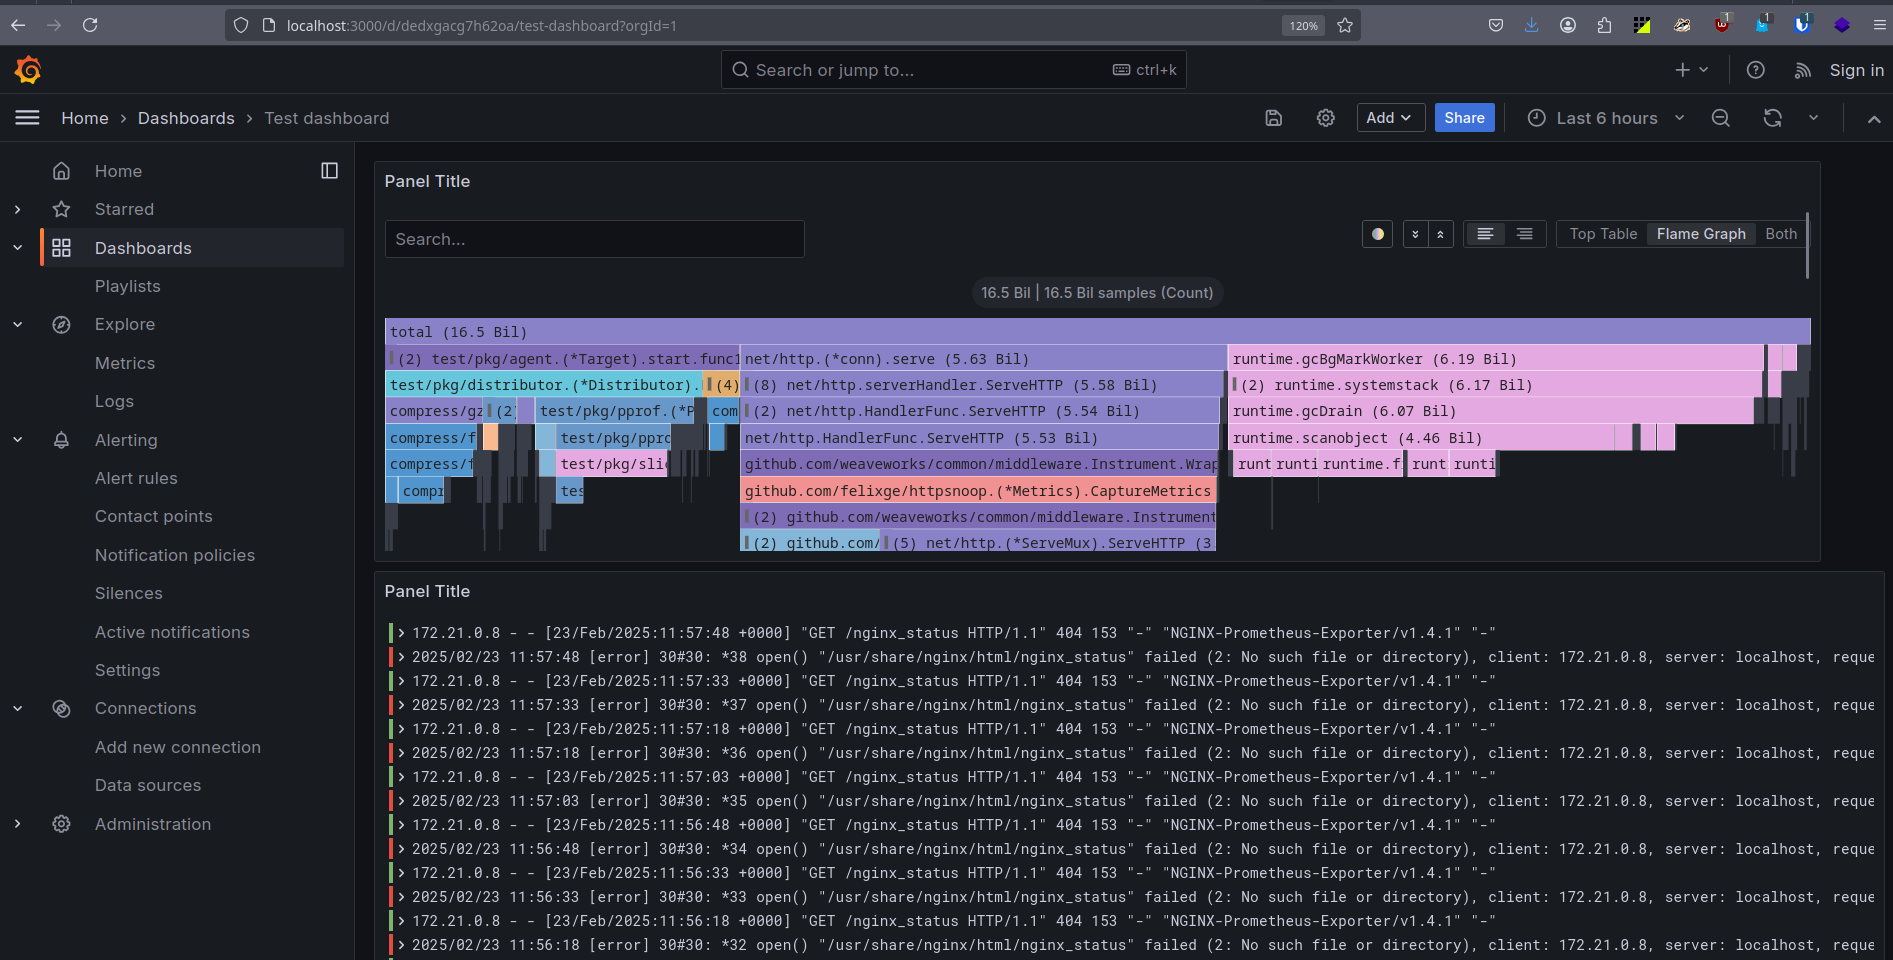 localhost:3000/d/dedxgacg7h62oa/test-dashboard?orgId=1
120%
1
1
1
Search or jump to...
ctrl+k
Sign in
Home › Dashboards › Test dashboard
Add
Share
Last 6 hours
Home
Starred
Dashboards
Playlists
Explore
Metrics
Logs
Alerting
Alert rules
Contact points
Notification policies
Silences
Active notifications
Settings
Connections
Add new connection
Data sources
Administration
Panel Title
Search...
Top Table Flame Graph Both
16.5 Bil | 16.5 Bil samples (Count)
total (16.5 Bil)
(2) test/pkg/agent.(*Target).start.func1 net/http.(*conn).serve (5.63 Bil) runtime.gcBgMarkWorker (6.19 Bil)
test/pkg/distributor.(*Distributor). (4) (8) net/http.serverHandler.ServeHTTP (5.58 Bil) (2) runtime.systemstack (6.17 Bil)
compress/gz (2) test/pkg/pprof.(*P com (2) net/http.HandlerFunc.ServeHTTP (5.54 Bil) runtime.gcDrain (6.07 Bil)
compress/f test/pkg/ppro net/http.HandlerFunc.ServeHTTP (5.53 Bil) runtime.scanobject (4.46 Bil)
compress/f test/pkg/sli github.com/weaveworks/common/middleware.Instrument.Wrap runt runti runtime.f runt runti
compr tes github.com/felixge/httpsnoop.(*Metrics).CaptureMetrics
(2) github.com/weaveworks/common/middleware.Instrument
(2) github.com/ (5) net/http.(*ServeMux).ServeHTTP (3
Panel Title
172.21.0.8 - - [23/Feb/2025:11:57:48 +0000] "GET /nginx_status HTTP/1.1" 404 153 "-" "NGINX-Prometheus-Exporter/v1.4.1" "-"
2025/02/23 11:57:48 [error] 30#30: *38 open() "/usr/share/nginx/html/nginx_status" failed (2: No such file or directory), client: 172.21.0.8, server: localhost, reque
172.21.0.8 - - [23/Feb/2025:11:57:33 +0000] "GET /nginx_status HTTP/1.1" 404 153 "-" "NGINX-Prometheus-Exporter/v1.4.1" "-"
2025/02/23 11:57:33 [error] 30#30: *37 open() "/usr/share/nginx/html/nginx_status" failed (2: No such file or directory), client: 172.21.0.8, server: localhost, reque
172.21.0.8 - - [23/Feb/2025:11:57:18 +0000] "GET /nginx_status HTTP/1.1" 404 153 "-" "NGINX-Prometheus-Exporter/v1.4.1" "-"
2025/02/23 11:57:18 [error] 30#30: *36 open() "/usr/share/nginx/html/nginx_status" failed (2: No such file or directory), client: 172.21.0.8, server: localhost, reque
172.21.0.8 - - [23/Feb/2025:11:57:03 +0000] "GET /nginx_status HTTP/1.1" 404 153 "-" "NGINX-Prometheus-Exporter/v1.4.1" "-"
2025/02/23 11:57:03 [error] 30#30: *35 open() "/usr/share/nginx/html/nginx_status" failed (2: No such file or directory), client: 172.21.0.8, server: localhost, reque
172.21.0.8 - - [23/Feb/2025:11:56:48 +0000] "GET /nginx_status HTTP/1.1" 404 153 "-" "NGINX-Prometheus-Exporter/v1.4.1" "-"
2025/02/23 11:56:48 [error] 30#30: *34 open() "/usr/share/nginx/html/nginx_status" failed (2: No such file or directory), client: 172.21.0.8, server: localhost, reque
172.21.0.8 - - [23/Feb/2025:11:56:33 +0000] "GET /nginx_status HTTP/1.1" 404 153 "-" "NGINX-Prometheus-Exporter/v1.4.1" "-"
2025/02/23 11:56:33 [error] 30#30: *33 open() "/usr/share/nginx/html/nginx_status" failed (2: No such file or directory), client: 172.21.0.8, server: localhost, reque
172.21.0.8 - - [23/Feb/2025:11:56:18 +0000] "GET /nginx_status HTTP/1.1" 404 153 "-" "NGINX-Prometheus-Exporter/v1.4.1" "-"
2025/02/23 11:56:18 [error] 30#30: *32 open() "/usr/share/nginx/html/nginx_status" failed (2: No such file or directory), client: 172.21.0.8, server: localhost, reque